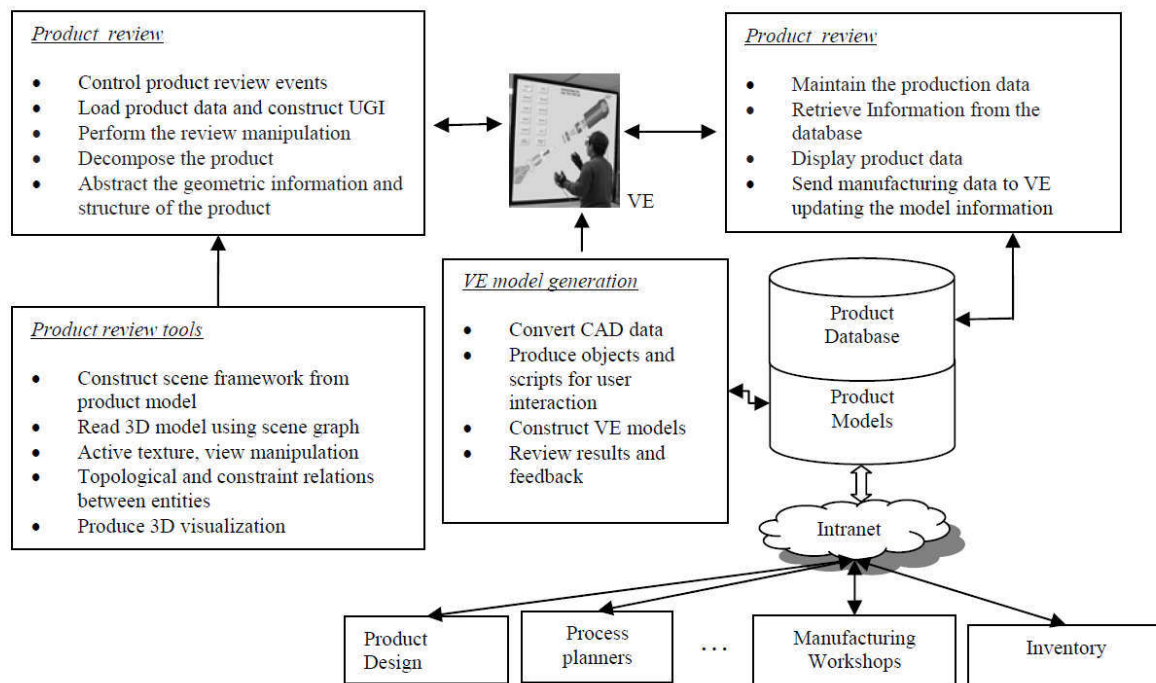 Product review
• Control product review events
• Load product data and construct UGI
• Perform the review manipulation
• Decompose the product
• Abstract the geometric information and
structure of the product
VE
Product review
• Maintain the production data
• Retrieve Information from the
database
• Display product data
• Send manufacturing data to VE
updating the model information
Product review tools
• Construct scene framework from
product model
• Read 3D model using scene graph
• Active texture, view manipulation
• Topological and constraint relations
between entities
• Produce 3D visualization
VE model generation
• Convert CAD data
• Produce objects and
scripts for user
interaction
• Construct VE models
• Review results and
feedback
Product
Database
Product
Models
Intranet
Product
Design
Process
planners
...
Manufacturing
Workshops
Inventory